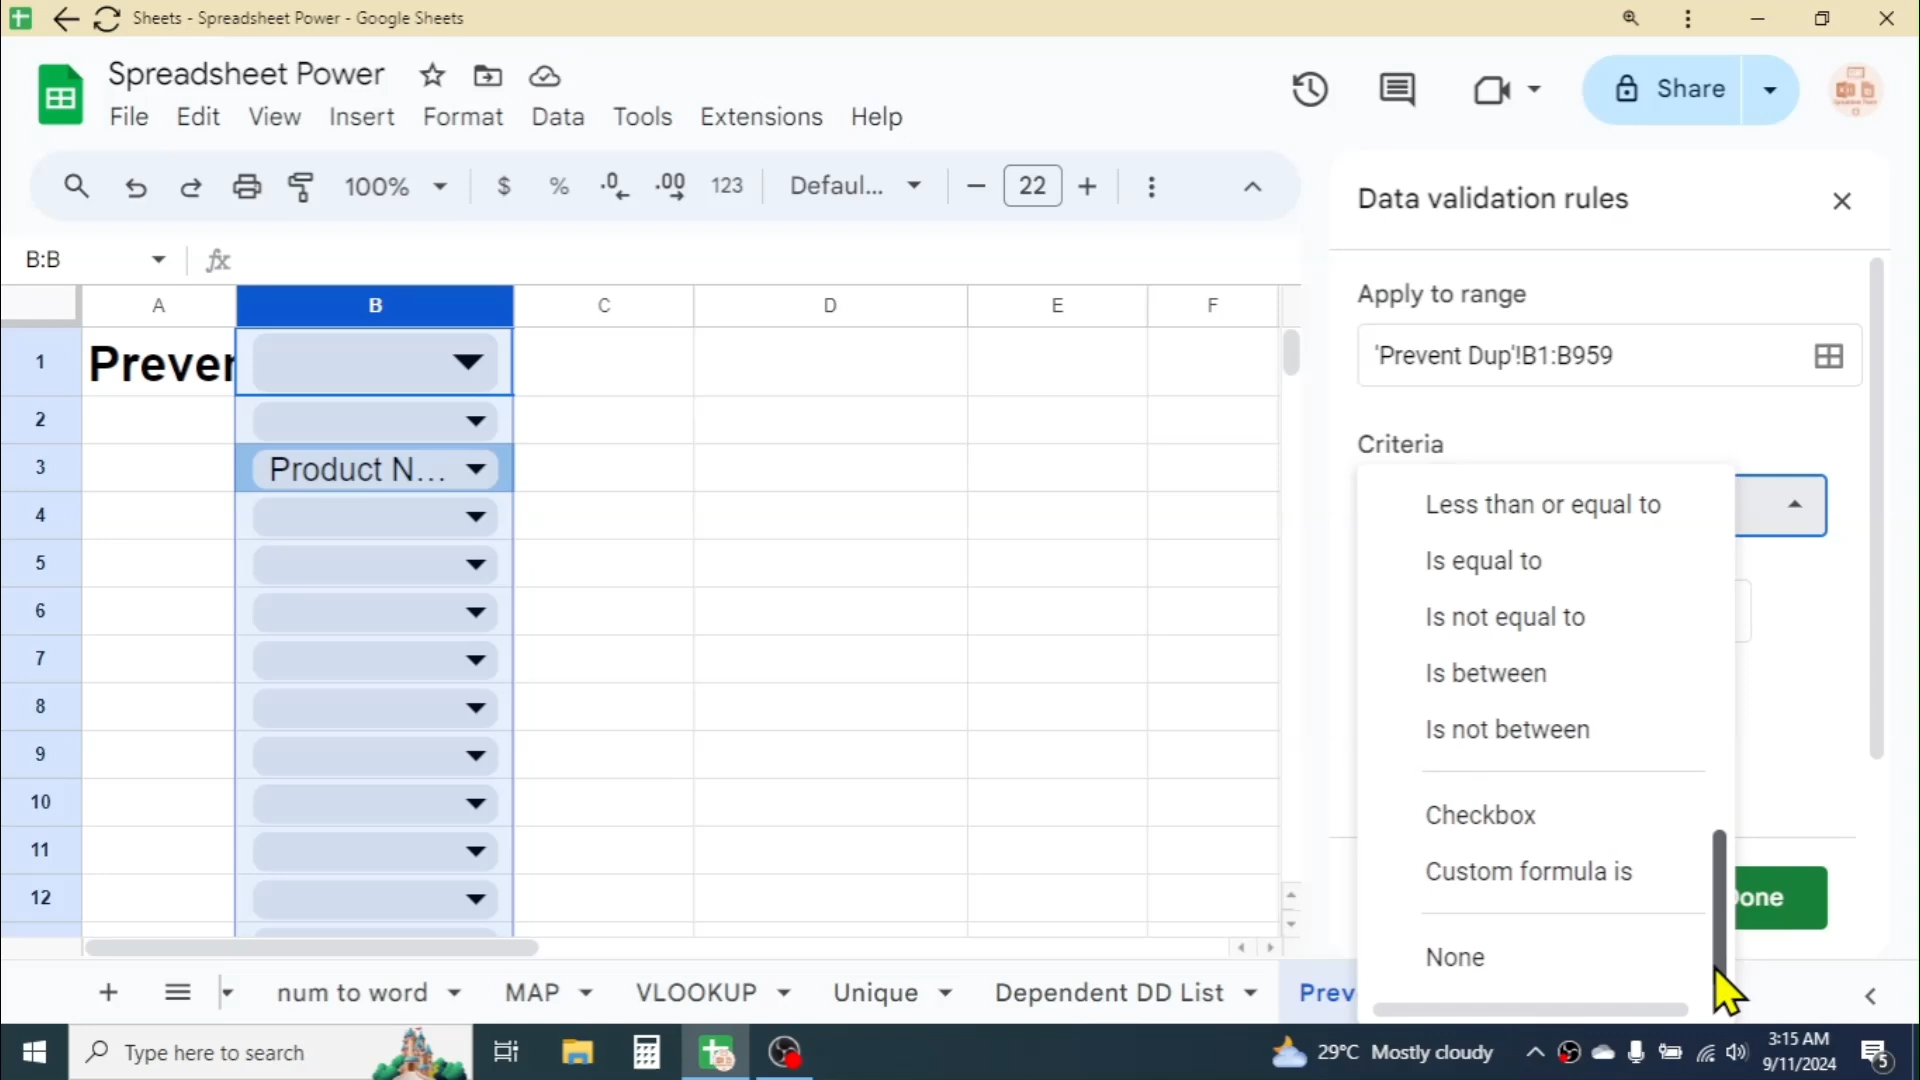 Sheets - Spreadsheet Power - Google Sheets
Spreadsheet Power
File Edit View Insert Format Data Tools Extensions Help
Share
100% $ % .0 .00 123 Defaul... 22
B:B fx
A B C D E F
1 Preven
2
3 Product N...
4
5
6
7
8
9
10
11
12
Data validation rules
Apply to range
'Prevent Dup'!B1:B959
Criteria
Less than or equal to
Is equal to
Is not equal to
Is between
Is not between
Checkbox
Custom formula is
None
Done
num to word MAP VLOOKUP Unique Dependent DD List Prev
Type here to search
29°C Mostly cloudy
3:15 AM
9/11/2024
5